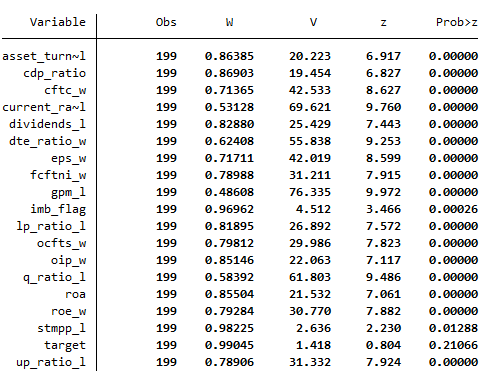 Variable Obs W V z Prob>z
asset_turn~l 199 0.86385 20.223 6.917 0.00000
cdp_ratio 199 0.86903 19.454 6.827 0.00000
cftc_w 199 0.71365 42.533 8.627 0.00000
current_ra~l 199 0.53128 69.621 9.760 0.00000
dividends_l 199 0.82880 25.429 7.443 0.00000
dte_ratio_w 199 0.62408 55.838 9.253 0.00000
eps_w 199 0.71711 42.019 8.599 0.00000
fcftni_w 199 0.78988 31.211 7.915 0.00000
gpm_l 199 0.48608 76.335 9.972 0.00000
imb_flag 199 0.96962 4.512 3.466 0.00026
lp_ratio_l 199 0.81895 26.892 7.572 0.00000
ocfts_w 199 0.79812 29.986 7.823 0.00000
oip_w 199 0.85146 22.063 7.117 0.00000
q_ratio_l 199 0.58392 61.803 9.486 0.00000
roa 199 0.85504 21.532 7.061 0.00000
roe_w 199 0.79284 30.770 7.882 0.00000
stmpp_l 199 0.98225 2.636 2.230 0.01288
target 199 0.99045 1.418 0.804 0.21066
up_ratio_l 199 0.78906 31.332 7.924 0.00000